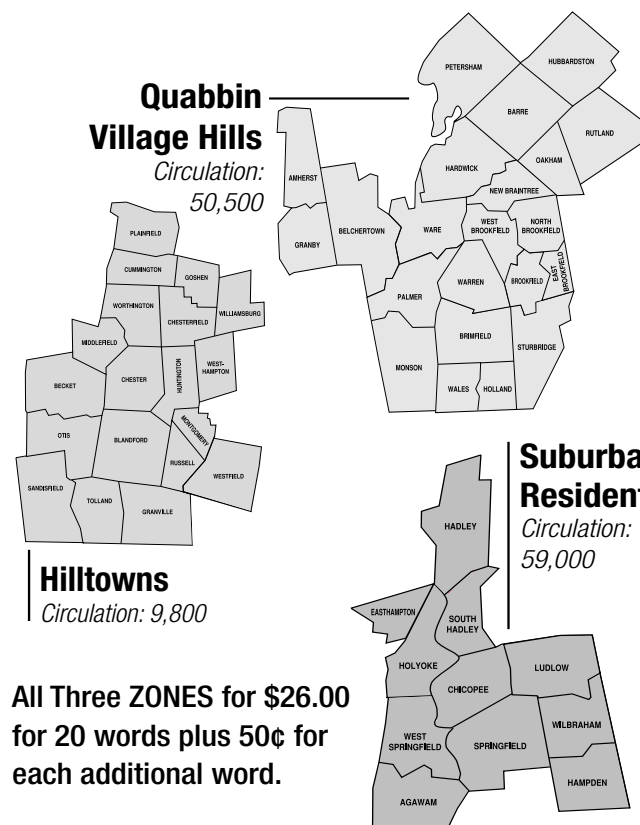 Quabbin
Village Hills
Circulation:
50,500
PETERSHAM
HUBBARDSTON
BARRE
RUTLAND
OAKHAM
HARDWICK
NEW BRAINTREE
AMHERST
GRANBY
BELCHERTOWN
WARE
WEST
BROOKFIELD
NORTH
BROOKFIELD
EAST
BROOKFIELD
BROOKFIELD
WARREN
PALMER
BRIMFIELD
STURBRIDGE
MONSON
WALES
HOLLAND
PLAINFIELD
CUMMINGTON
GOSHEN
WORTHINGTON
CHESTERFIELD
WILLIAMSBURG
MIDDLEFIELD
BECKET
CHESTER
HUNTINGTON
WEST-
HAMPTON
OTIS
BLANDFORD
MONTGOMERY
RUSSELL
WESTFIELD
SANDISFIELD
TOLLAND
GRANVILLE
Hilltowns
Circulation: 9,800
Suburba
Resident
Circulation:
59,000
HADLEY
EASTHAMPTON
SOUTH
HADLEY
HOLYOKE
CHICOPEE
LUDLOW
WEST
SPRINGFIELD
SPRINGFIELD
WILBRAHAM
HAMPDEN
AGAWAM
All Three ZONES for $26.00
for 20 words plus 50¢ for
each additional word.